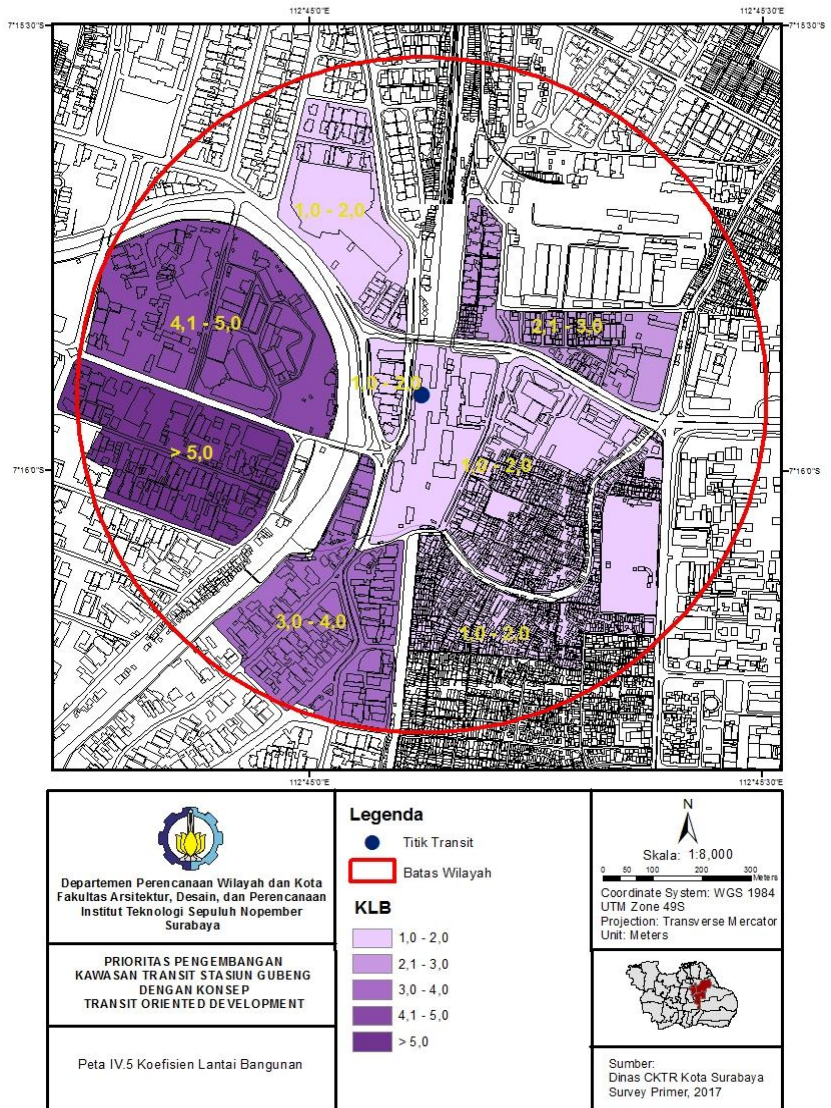 112°45'0"
112°45'30"E
7°15'30"S
7°15'30"S
1,0 - 2,0
4,1 - 5,0
2,1 - 3,0
1,0 - 2,0
> 5,0
1,0 - 2,0
7°16'0"S
7°16'0"S
3,0 - 4,0
1,0 - 2,0
112°45'0"E
112°45'30"E
Departemen Perencanaan Wilayah dan Kota
Fakultas Arsitektur, Desain, dan Perencanaan
Institut Teknologi Sepuluh Nopember
Surabaya
PRIORITAS PENGEMBANGAN
KAWASAN TRANSIT STASIUN GUBENG
DENGAN KONSEP
TRANSIT ORIENTED DEVELOPMENT
Peta IV.5 Koefisien Lantai Bangunan
Legenda
Titik Transit
Batas Wilayah
KLB
1,0 - 2,0
2,1 - 3,0
3,0 - 4,0
4,1 - 5,0
> 5,0
N
Skala: 1:8,000
0 50 100 200 300
Meters
Coordinate System: WGS 1984
UTM Zone 49S
Projection: Transverse Mercator
Unit: Meters
Sumber:
Dinas CKTR Kota Surabaya
Survey Primer, 2017